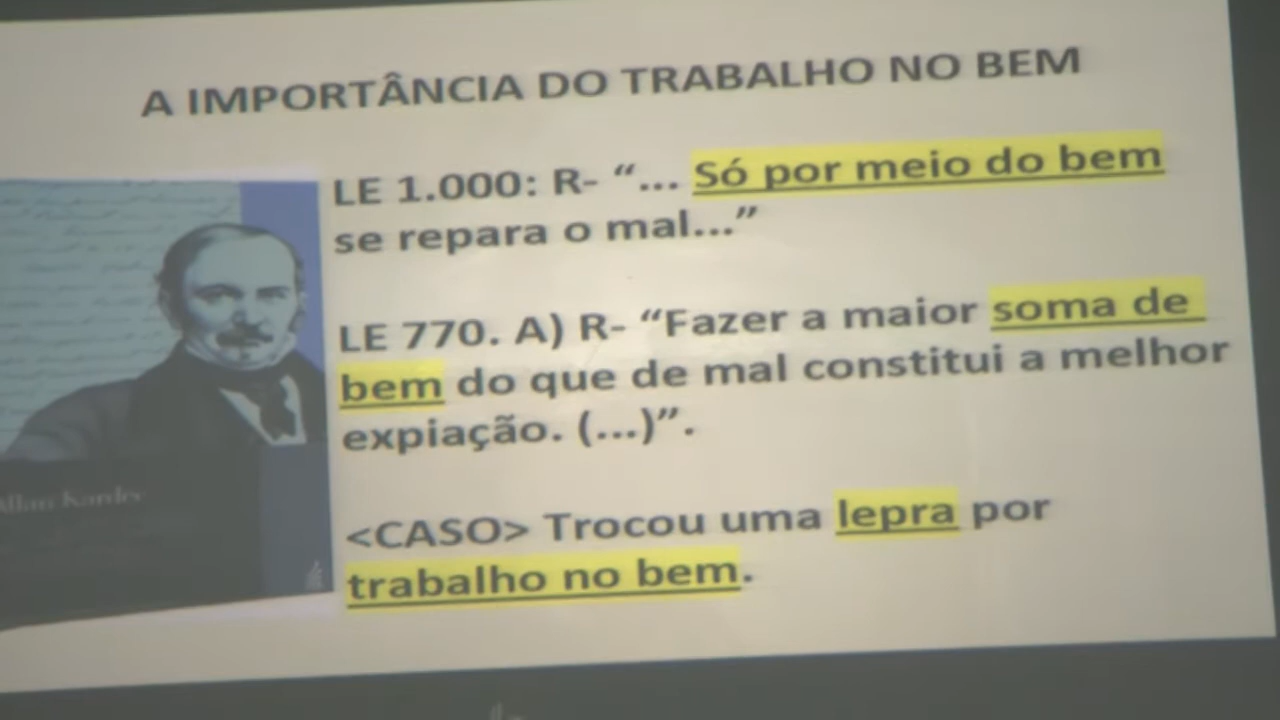 A IMPORTÂNCIA DO TRABALHO NO BEM
LE 1.000: R- “... Só por meio do bem
se repara o mal...”
LE 770. A) R- “Fazer a maior soma de
bem do que de mal constitui a melhor
expiação. (...)”.
<CASO> Trocou uma lepra por
trabalho no bem.
Allan Kardec